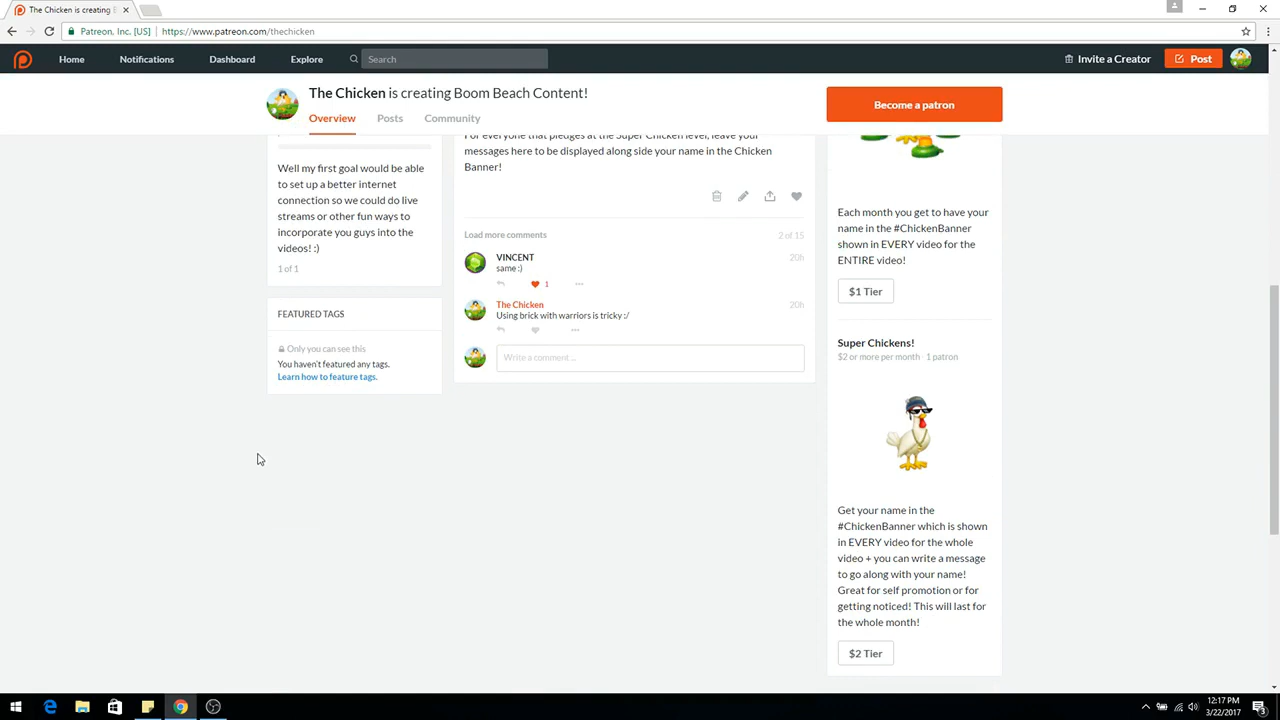 The Chicken is creating B
Patreon, Inc. [US]
https://www.patreon.com/thechicken
Home
Notifications
Dashboard
Explore
Search
Invite a Creator
Post
The Chicken is creating Boom Beach Content!
Overview
Posts
Community
Become a patron
Well my first goal would be able
to set up a better internet
connection so we could do live
streams or other fun ways to
incorporate you guys into the
videos! :)
1 of 1
FEATURED TAGS
Only you can see this
You haven't featured any tags.
Learn how to feature tags.
For everyone that pledges at the Super Chicken level, leave your
messages here to be displayed along side your name in the Chicken
Banner!
Load more comments
2 of 15
VINCENT
20h
same :)
1
The Chicken
20h
Using brick with warriors is tricky :/
Write a comment ...
Each month you get to have your
name in the #ChickenBanner
shown in EVERY video for the
ENTIRE video!
$1 Tier
Super Chickens!
$2 or more per month · 1 patron
Get your name in the
#ChickenBanner which is shown
in EVERY video for the whole
video + you can write a message
to go along with your name!
Great for self promotion or for
getting noticed! This will last for
the whole month!
$2 Tier
12:17 PM
3/22/2017
3